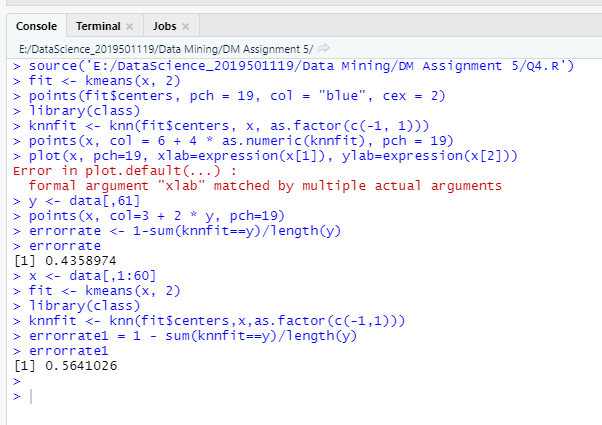 Console Terminal × Jobs ×
E:/DataScience_2019501119/Data Mining/DM Assignment 5/
> source('E:/DataScience_2019501119/Data Mining/DM Assignment 5/Q4.R')
> fit <- kmeans(x, 2)
> points(fit$centers, pch = 19, col = "blue", cex = 2)
> library(class)
> knnfit <- knn(fit$centers, x, as.factor(c(-1, 1)))
> points(x, col = 6 + 4 * as.numeric(knnfit), pch = 19)
> plot(x, pch=19, xlab=expression(x[1]), ylab=expression(x[2]))
Error in plot.default(...) :
  formal argument "xlab" matched by multiple actual arguments
> y <- data[,61]
> points(x, col=3 + 2 * y, pch=19)
> errorrate <- 1-sum(knnfit==y)/length(y)
> errorrate
[1] 0.4358974
> x <- data[,1:60]
> fit <- kmeans(x, 2)
> library(class)
> knnfit <- knn(fit$centers,x,as.factor(c(-1,1)))
> errorrate1 = 1 - sum(knnfit==y)/length(y)
> errorrate1
[1] 0.5641026
>
>